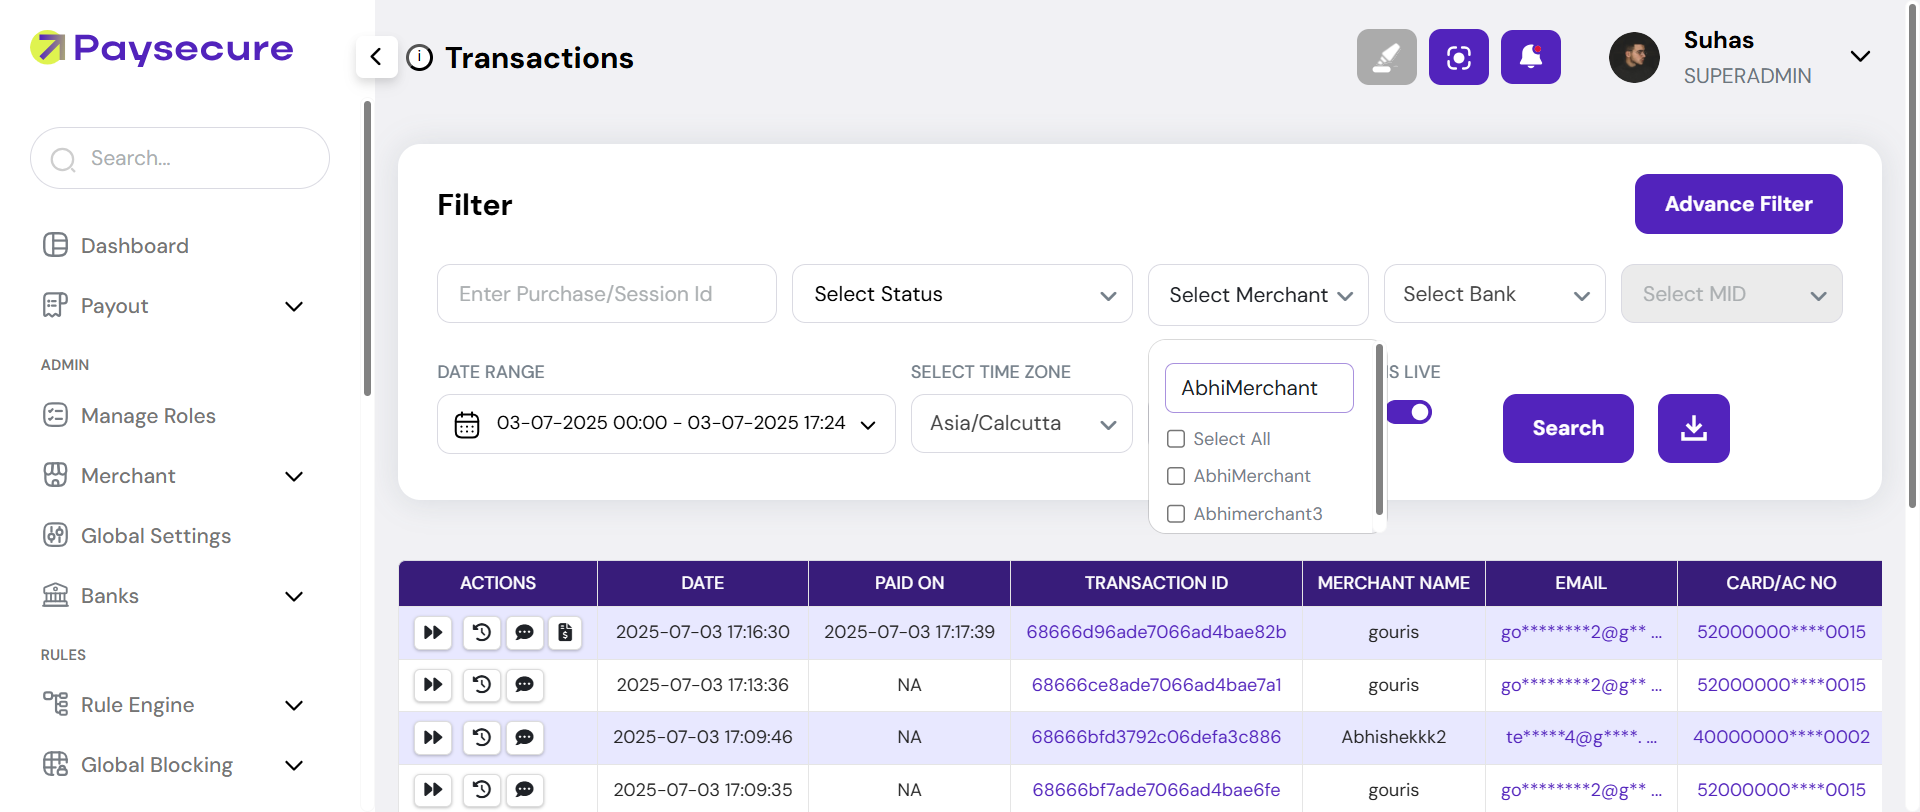 Paysecure
Transactions
Suhas
SUPERADMIN
Search...
Dashboard
Payout
ADMIN
Manage Roles
Merchant
Global Settings
Banks
RULES
Rule Engine
Global Blocking
Filter
Advance Filter
Enter Purchase/Session Id
Select Status
Select Merchant
Select Bank
Select MID
DATE RANGE
SELECT TIME ZONE
S LIVE
03-07-2025 00:00 - 03-07-2025 17:24
Asia/Calcutta
AbhiMerchant
Select All
AbhiMerchant
Abhimerchant3
Search
ACTIONS DATE PAID ON TRANSACTION ID MERCHANT NAME EMAIL CARD/AC NO
2025-07-03 17:16:30 2025-07-03 17:17:39 68666d96ade7066ad4bae82b gouris go********2@g** ... 52000000****0015
2025-07-03 17:13:36 NA 68666ce8ade7066ad4bae7a1 gouris go********2@g** ... 52000000****0015
2025-07-03 17:09:46 NA 68666bfd3792c06defa3c886 Abhishekkk2 te*****4@g****. ... 40000000****0002
2025-07-03 17:09:35 NA 68666bf7ade7066ad4bae6fe gouris go********2@g** ... 52000000****0015